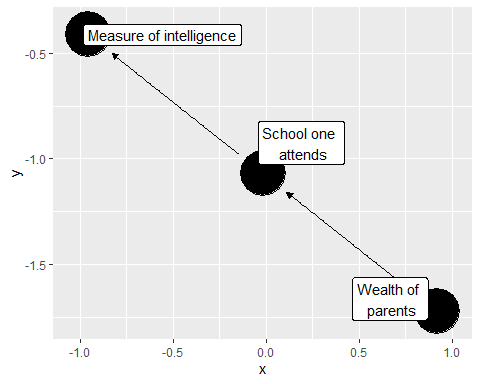 Measure of intelligence
School one
attends
Wealth of
parents
-0.5
-1.0
-1.5
y
-1.0
-0.5
0.0
0.5
1.0
x